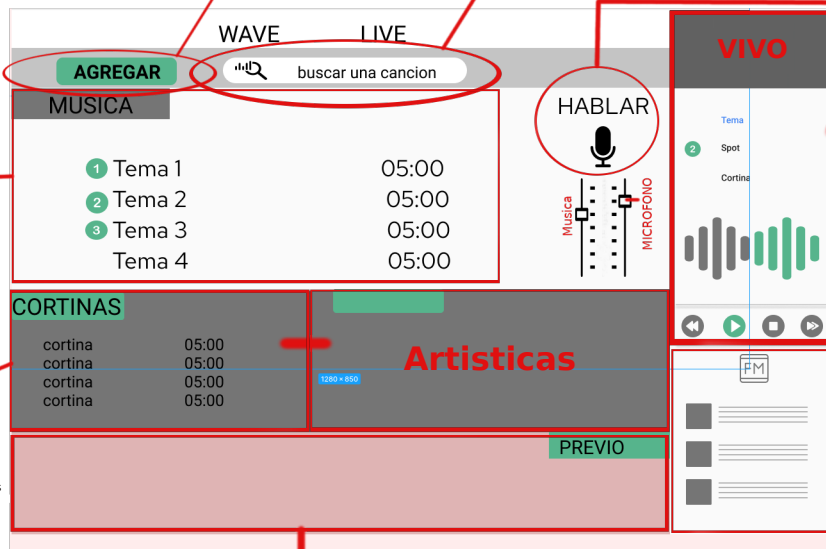 WAVE LIVE
AGREGAR
buscar una cancion
VIVO
MUSICA
HABLAR
1 Tema 1 05:00
2 Tema 2 05:00
3 Tema 3 05:00
Tema 4 05:00
Musica
MICROFONO
Tema
2 Spot
Cortina
CORTINAS
cortina 05:00
cortina 05:00
cortina 05:00
cortina 05:00
Artisticas
1280 × 850
FM
PREVIO
s